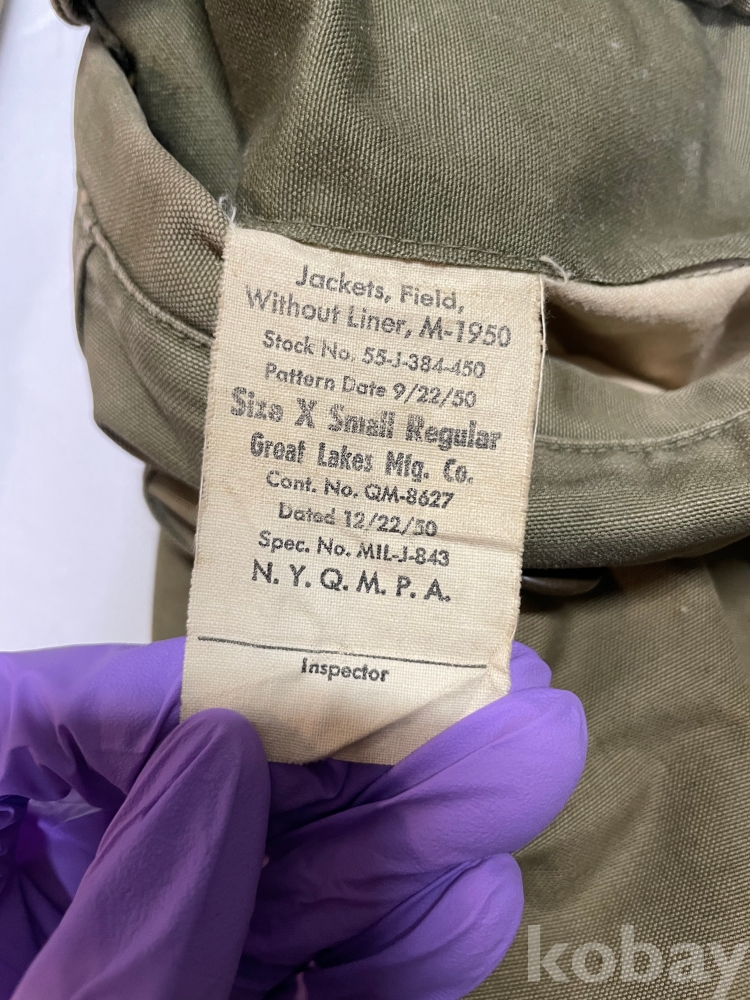 Jackets, Field,
Without Liner, M-1950
Stock No. 55-J-384-450
Pattern Date 9/22/50
Size X Small Regular
Great Lakes Mfg. Co.
Cont. No. QM-8627
Dated 12/22/50
Spec. No. MIL-J-843
N. Y. Q. M. P. A.
Inspector
kobay